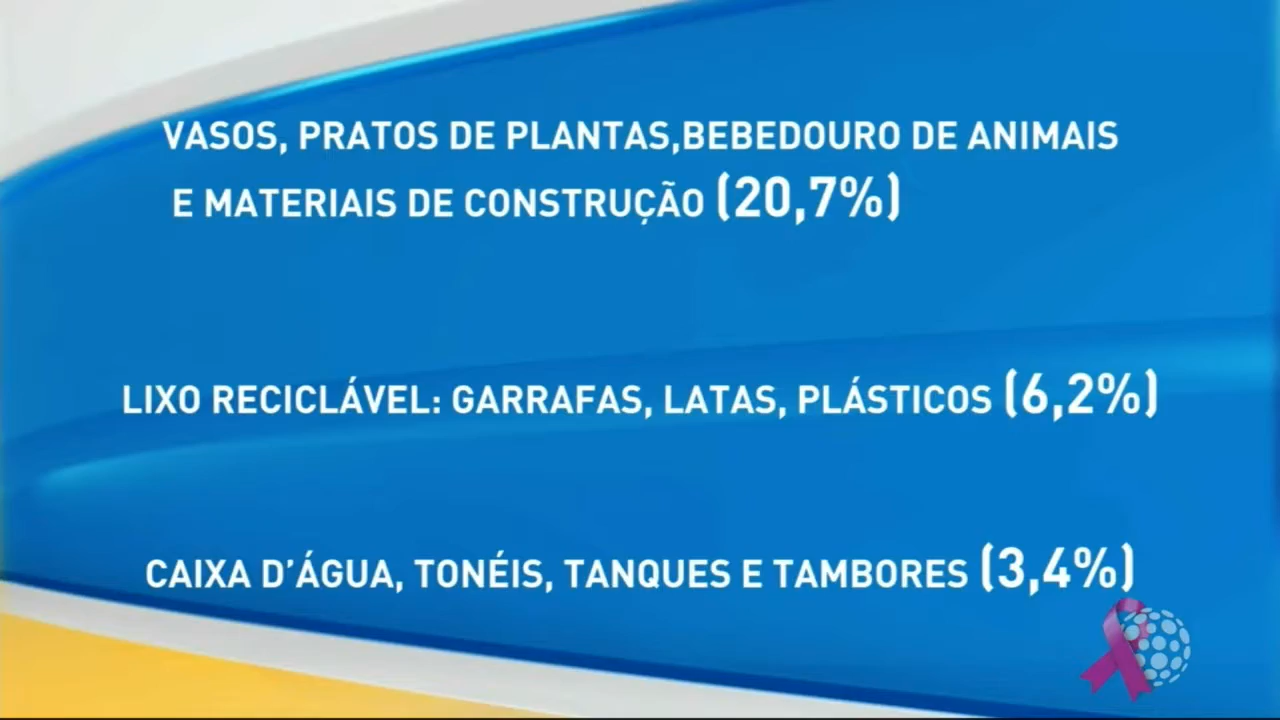 VASOS, PRATOS DE PLANTAS,BEBEDOURO DE ANIMAIS
E MATERIAIS DE CONSTRUÇÃO (20,7%)
LIXO RECICLÁVEL: GARRAFAS, LATAS, PLÁSTICOS (6,2%)
CAIXA D’ÁGUA, TONÉIS, TANQUES E TAMBORES (3,4%)